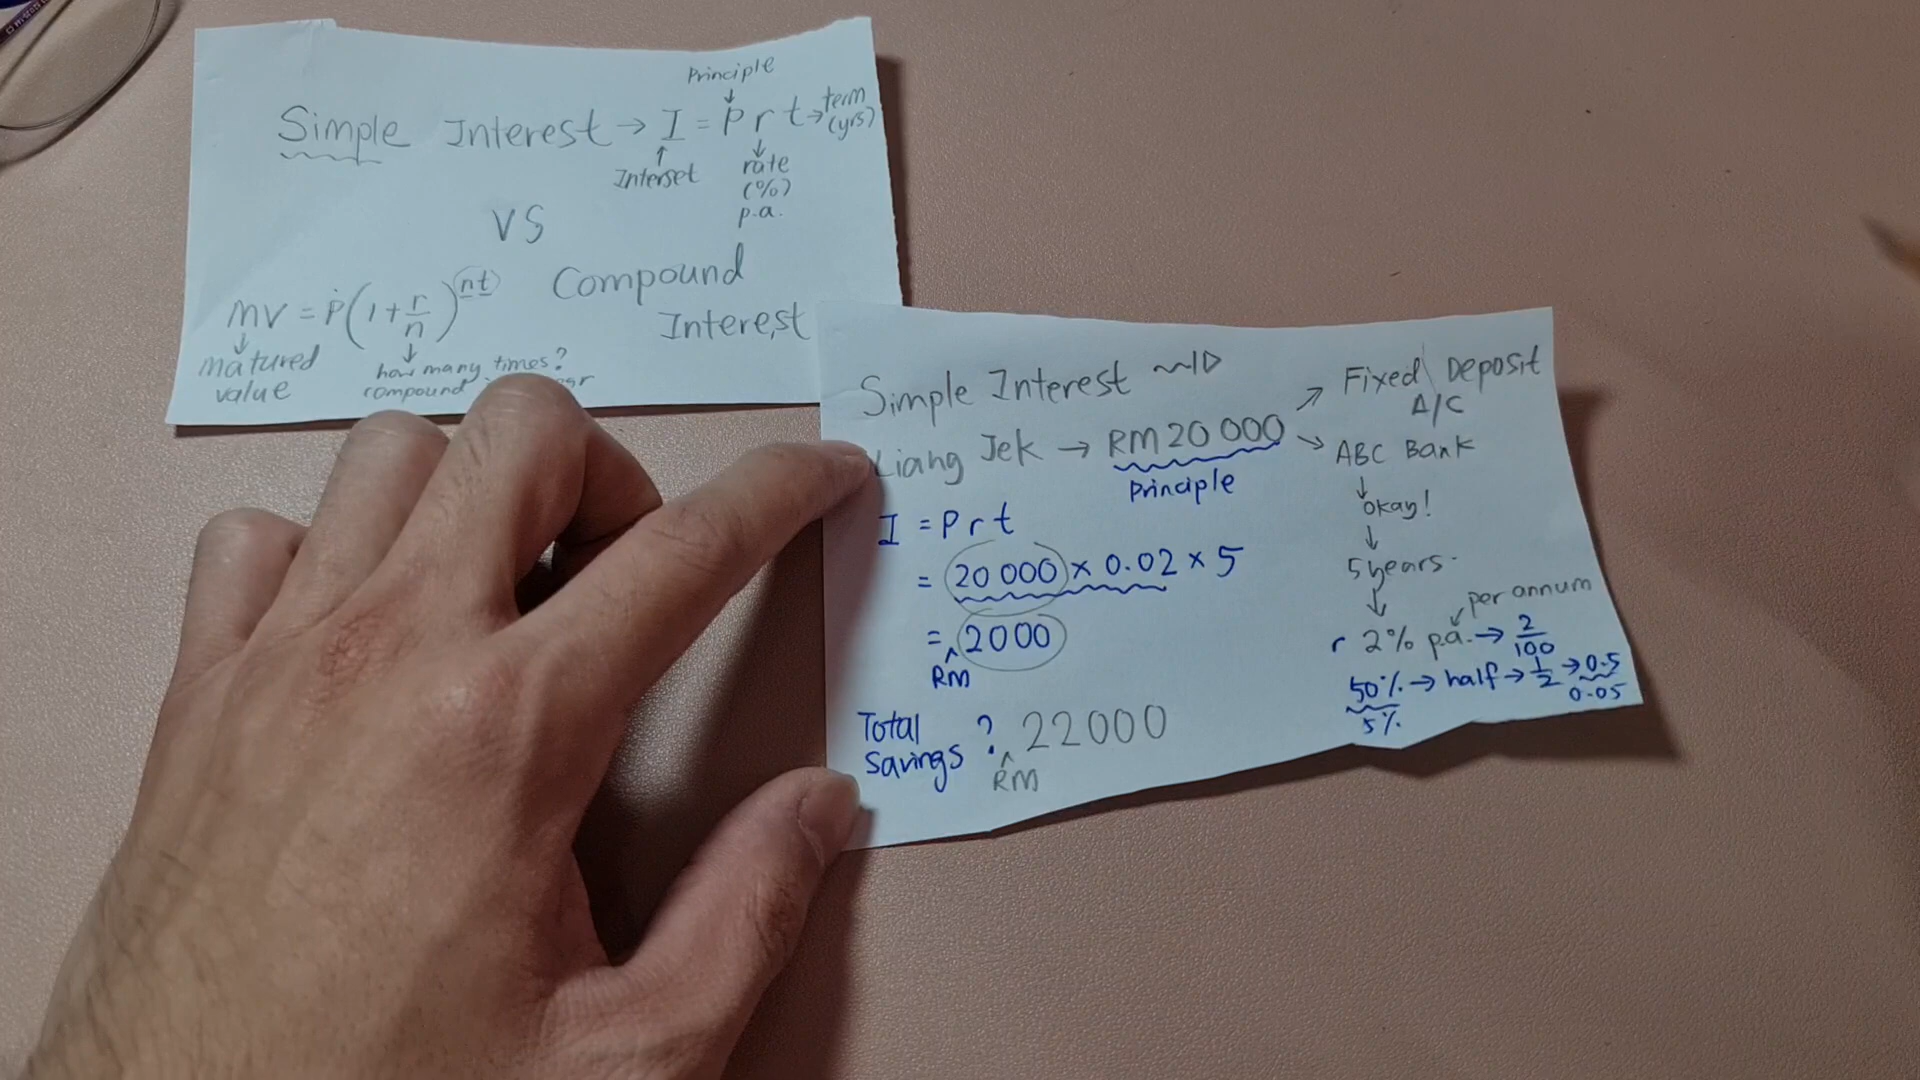 Principle
Simple Interest → I = P r t → term (yrs)
Interset
rate
(%)
p.a.
VS
MV = P(1 + r/n)^nt
Compound
Interest
matured
value
how many times?
compound
Simple Interest
Fixed Deposit
A/C
Liang Jek → RM 20 000
ABC Bank
Principle
okay!
I = P r t
= 20 000 × 0.02 × 5
5 years.
per annum
= 2000
RM
r 2% p.a. → 2/100
50% → half → 1/2 → 0.5
5%
0.05
Total
Savings ? 22000
RM